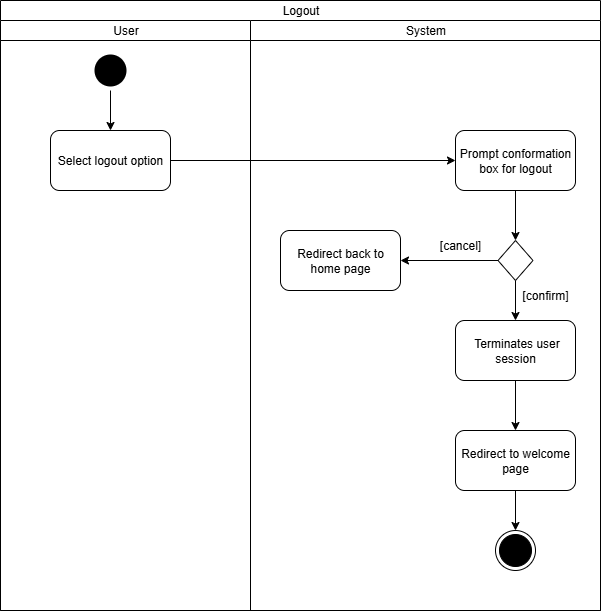 Logout
User
System
Select logout option
Prompt conformation
box for logout
[cancel]
Redirect back to
home page
[confirm]
Terminates user
session
Redirect to welcome
page